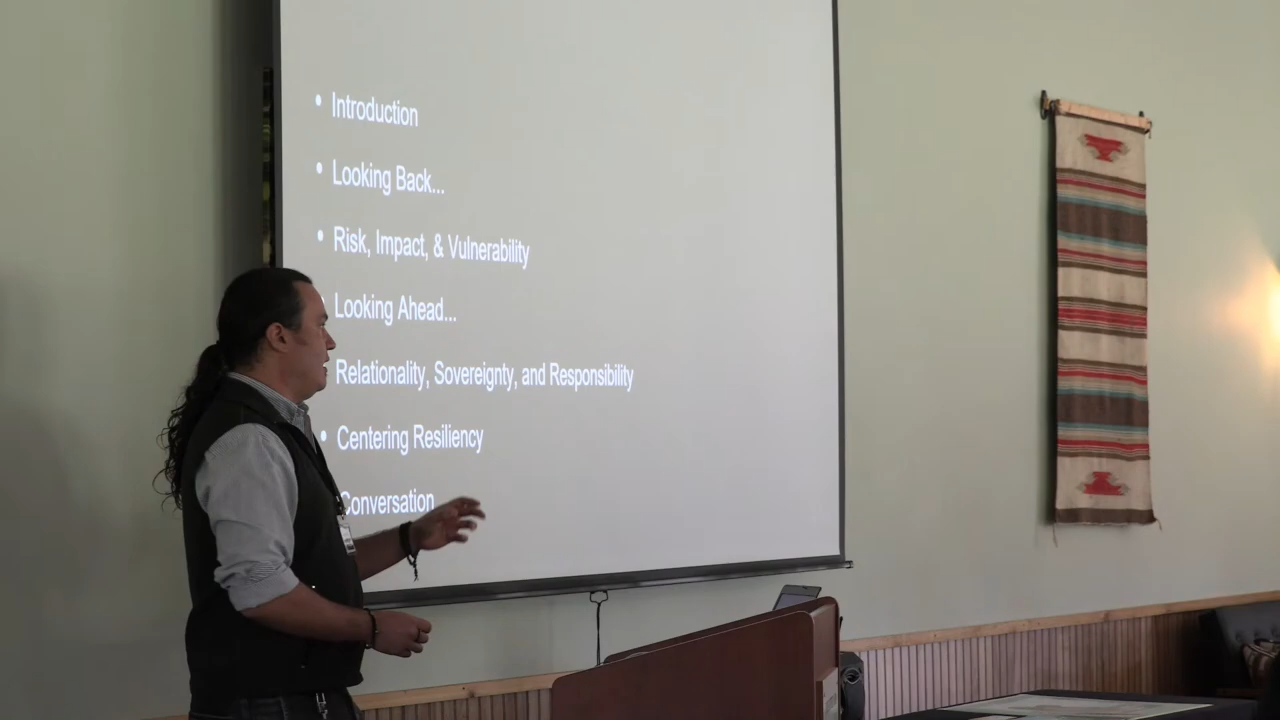 • Introduction
• Looking Back...
• Risk, Impact, & Vulnerability
Looking Ahead...
Relationality, Sovereignty, and Responsibility
• Centering Resiliency
Conversation